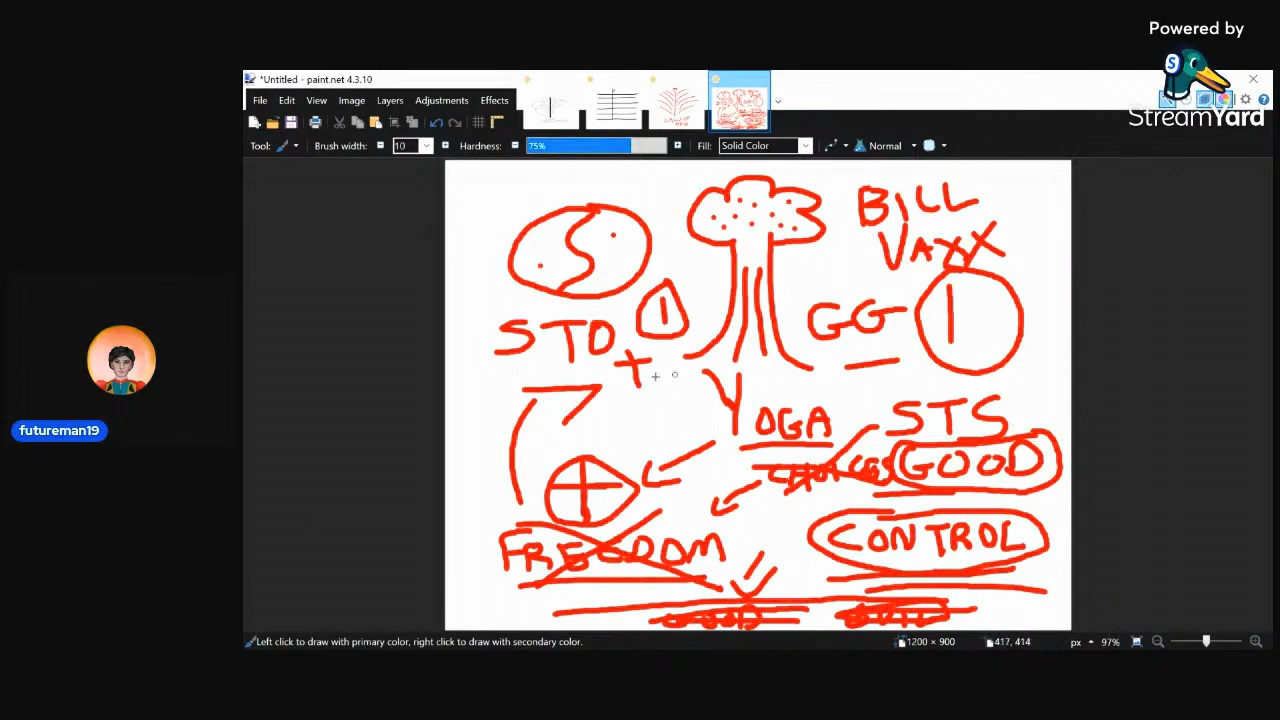 Powered by
StreamYard
*Untitled - paint.net 4.3.10
File Edit View Image Layers Adjustments Effects
Tool: Brush width: 10 Hardness: 75% Fill: Solid Color Normal
BILL
VAXX
1
STO
+
GG
1
YOGA
STS
GOOD
FREEDOM
CONTROL
futureman19
Left click to draw with primary color, right click to draw with secondary color.
1200 × 900
417, 414
px
97%